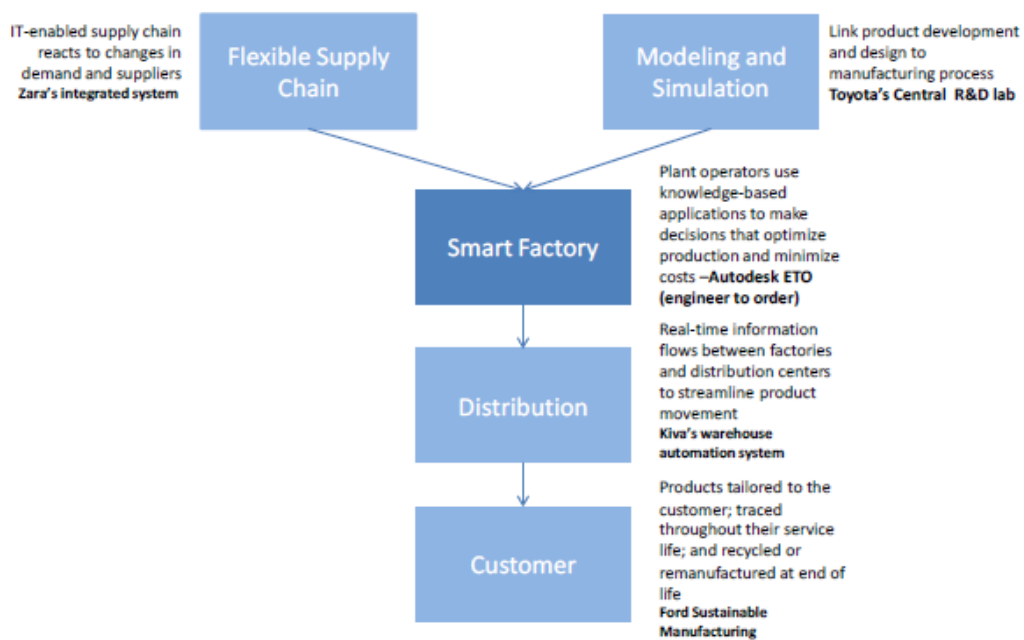 IT-enabled supply chain
reacts to changes in
demand and suppliers
Zara's integrated system
Flexible Supply
Chain
Modeling and
Simulation
Link product development
and design to
manufacturing process
Toyota's Central R&D lab
Smart Factory
Plant operators use
knowledge-based
applications to make
decisions that optimize
production and minimize
costs –Autodesk ETO
(engineer to order)
Distribution
Real-time information
flows between factories
and distribution centers
to streamline product
movement
Kiva's warehouse
automation system
Customer
Products tailored to the
customer; traced
throughout their service
life; and recycled or
remanufactured at end of
life
Ford Sustainable
Manufacturing